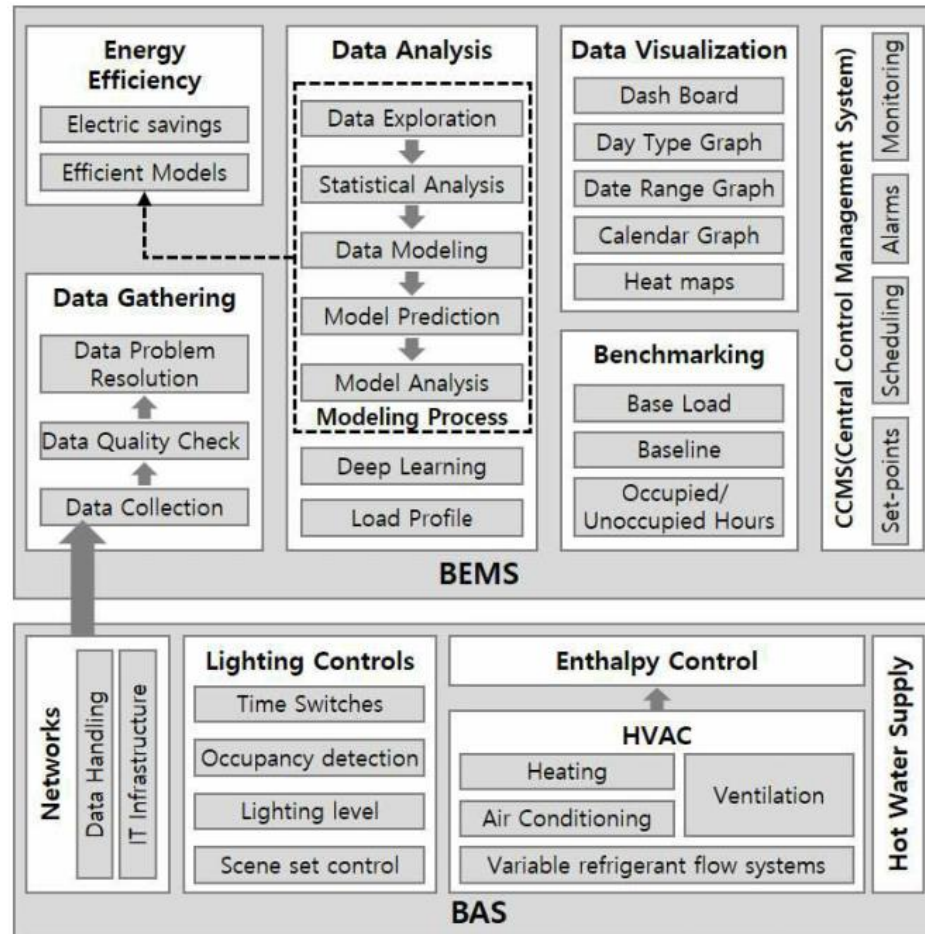 Energy
Efficiency
Electric savings
Efficient Models
Data Gathering
Data Problem
Resolution
Data Quality Check
Data Collection
Data Analysis
Data Exploration
Statistical Analysis
Data Modeling
Model Prediction
Model Analysis
Modeling Process
Deep Learning
Load Profile
Data Visualization
Dash Board
Day Type Graph
Date Range Graph
Calendar Graph
Heat maps
Benchmarking
Base Load
Baseline
Occupied/
Unoccupied Hours
CCMS(Central Control Management System)
Monitoring
Alarms
Scheduling
Set-points
BEMS
Networks
Data Handling
IT Infrastructure
Lighting Controls
Time Switches
Occupancy detection
Lighting level
Scene set control
Enthalpy Control
HVAC
Heating
Air Conditioning
Ventilation
Variable refrigerant flow systems
Hot Water Supply
BAS